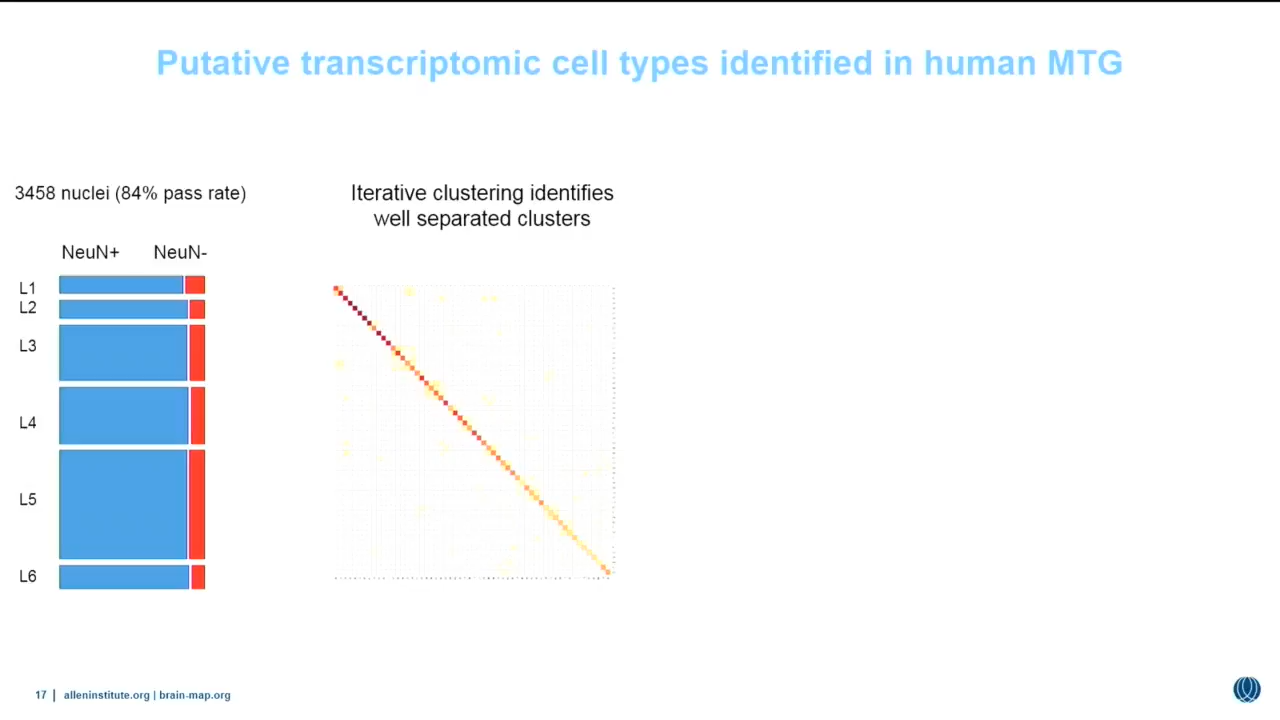 Putative transcriptomic cell types identified in human MTG
3458 nuclei (84% pass rate)
Iterative clustering identifies
well separated clusters
NeuN+ NeuN-
L1
L2
L3
L4
L5
L6
17 | alleninstitute.org | brain-map.org